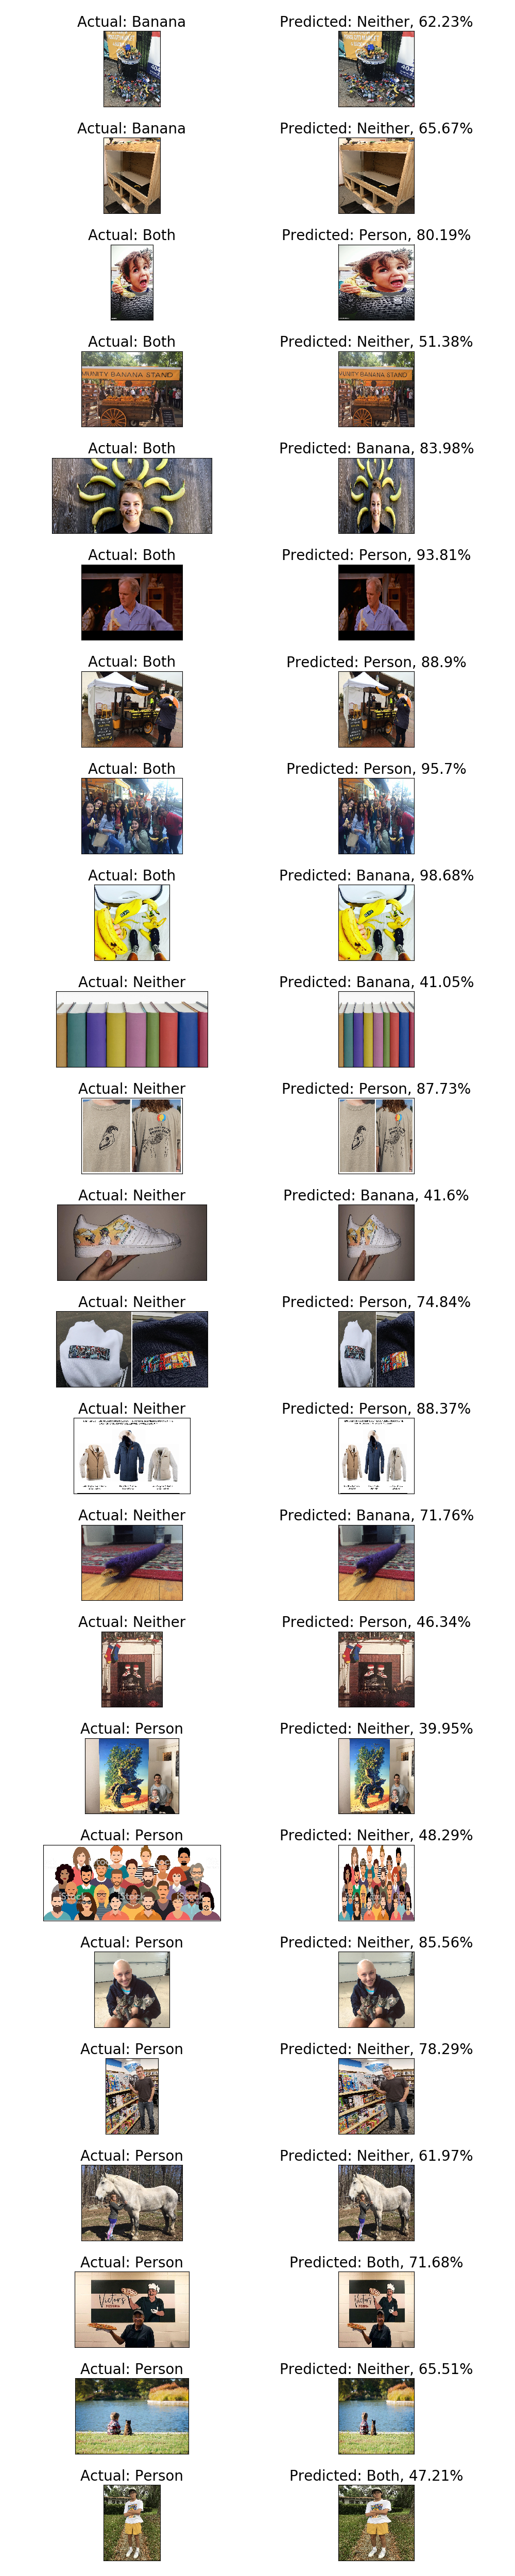 Actual: Banana Predicted: Neither, 62.23%
Actual: Banana Predicted: Neither, 65.67%
Actual: Both Predicted: Person, 80.19%
Actual: Both Predicted: Neither, 51.38%
MUNITY BANANA STAND MUNITY BANANA STAND
Actual: Both Predicted: Banana, 83.98%
Actual: Both Predicted: Person, 93.81%
Actual: Both Predicted: Person, 88.9%
Actual: Both Predicted: Person, 95.7%
Actual: Both Predicted: Banana, 98.68%
Actual: Neither Predicted: Banana, 41.05%
Actual: Neither Predicted: Person, 87.73%
Actual: Neither Predicted: Banana, 41.6%
Actual: Neither Predicted: Person, 74.84%
Actual: Neither Predicted: Person, 88.37%
Actual: Neither Predicted: Banana, 71.76%
Actual: Neither Predicted: Person, 46.34%
Actual: Person Predicted: Neither, 39.95%
Actual: Person Predicted: Neither, 48.29%
Actual: Person Predicted: Neither, 85.56%
Actual: Person Predicted: Neither, 78.29%
Actual: Person Predicted: Neither, 61.97%
Actual: Person Predicted: Both, 71.68%
Victor's Victor's
Actual: Person Predicted: Neither, 65.51%
Actual: Person Predicted: Both, 47.21%